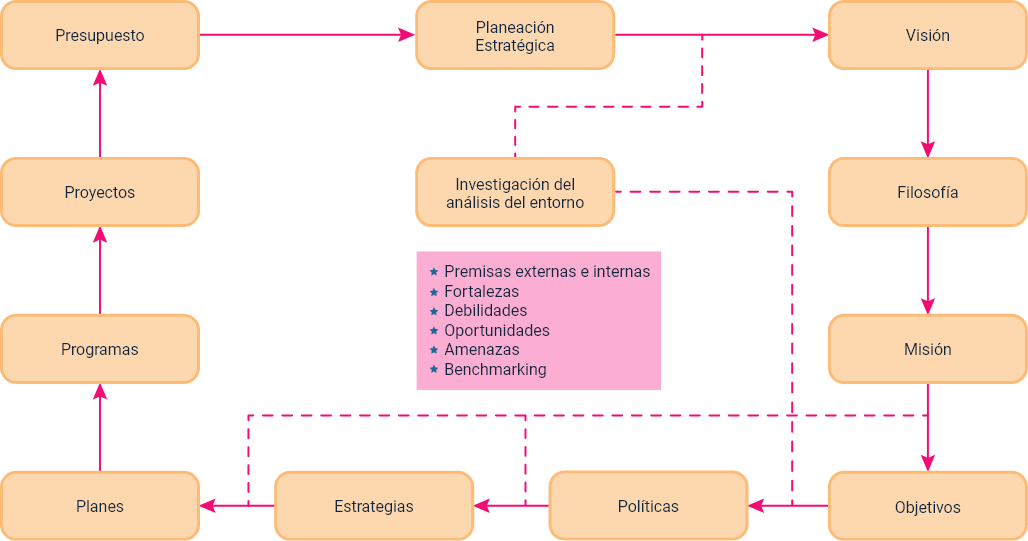 Presupuesto
Planeación
Estratégica
Visión
Proyectos
Investigación del
análisis del entorno
Filosofía
Premisas externas e internas
Fortalezas
Debilidades
Oportunidades
Amenazas
Benchmarking
Programas
Misión
Planes
Estrategias
Políticas
Objetivos